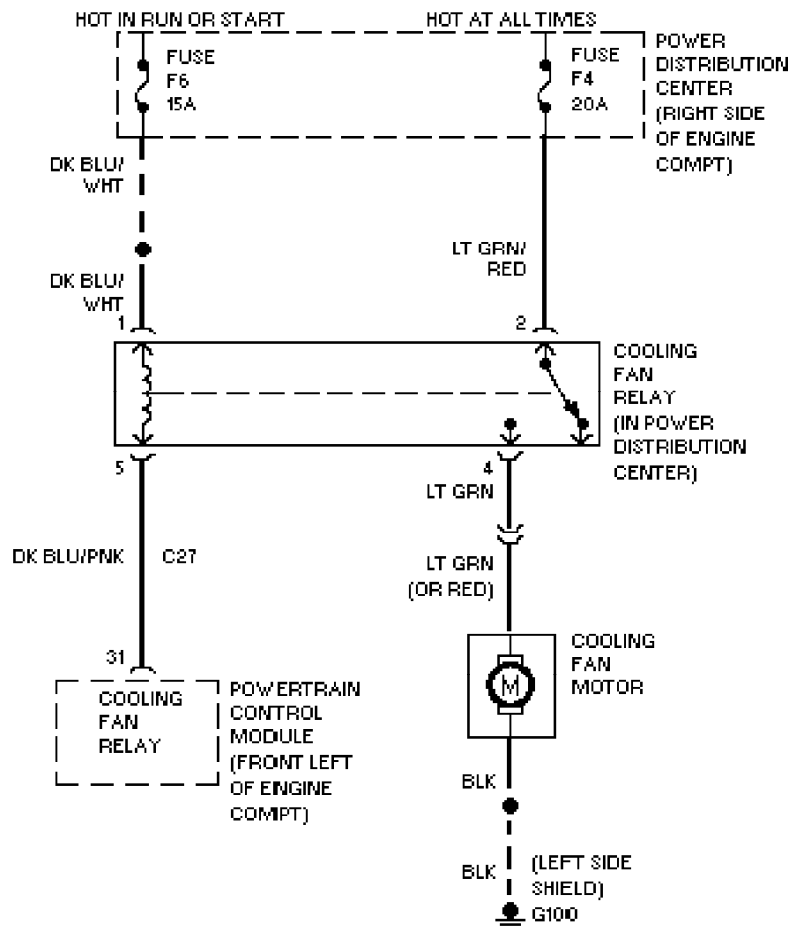 HOT IN RUN OR START
HOT AT ALL TIMES
FUSE
F6
15A
FUSE
F4
20A
POWER
DISTRIBUTION
CENTER
(RIGHT SIDE
OF ENGINE
COMPT)
DK BLU/
WHT
DK BLU/
WHT
LT GRN/
RED
1
2
COOLING
FAN
RELAY
(IN POWER
DISTRIBUTION
CENTER)
5
4
LT GRN
DK BLU/PNK
C27
LT GRN
(OR RED)
31
COOLING
FAN
RELAY
POWERTRAIN
CONTROL
MODULE
(FRONT LEFT
OF ENGINE
COMPT)
M
COOLING
FAN
MOTOR
BLK
BLK
(LEFT SIDE
SHIELD)
G100